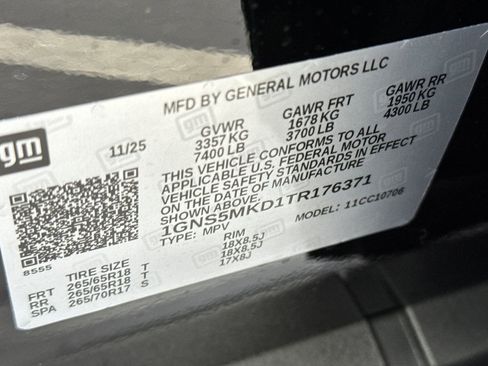 MFD BY GENERAL MOTORS LLC
gm
11/25
GVWR
3357 KG
7400 LB
GAWR FRT
1678 KG
3700 LB
GAWR RR
1950 KG
4300 LB
THIS VEHICLE CONFORMS TO ALL
APPLICABLE U.S. FEDERAL MOTOR
VEHICLE SAFETY STANDARDS IN EFFECT
ON THE DATE OF MANUFACTURE
SHOWN ABOVE.
1GNS5MKD1TR176371
TYPE: MPV
MODEL: 11CC10706
8555
TIRE SIZE
RIM
FRT 265/65R18 T 18X8.5J
RR 265/65R18 T 18X8.5J
SPA 265/70R17 S 17X8J